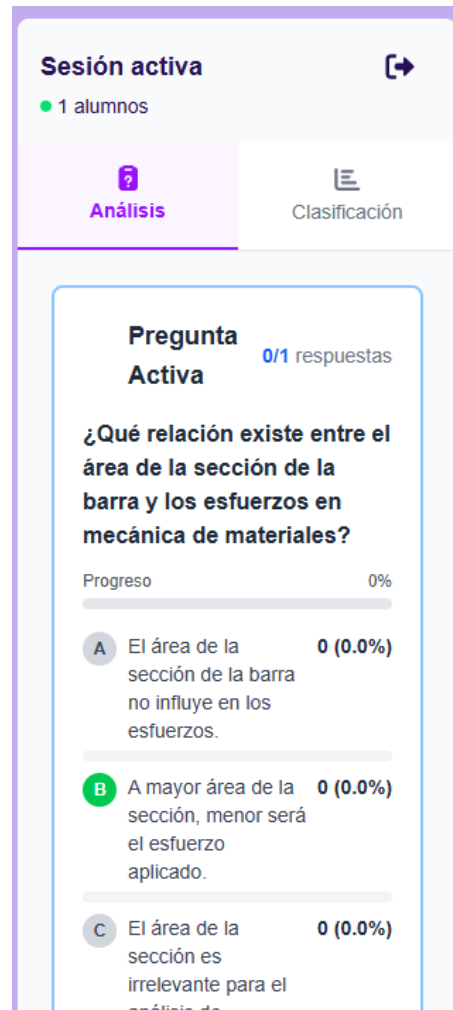 Sesión activa
1 alumnos
Análisis
Clasificación
Pregunta
Activa
0/1 respuestas
¿Qué relación existe entre el
área de la sección de la
barra y los esfuerzos en
mecánica de materiales?
Progreso 0%
A El área de la 0 (0.0%)
sección de la barra
no influye en los
esfuerzos.
B A mayor área de la 0 (0.0%)
sección, menor será
el esfuerzo
aplicado.
C El área de la 0 (0.0%)
sección es
irrelevante para el
análisis de